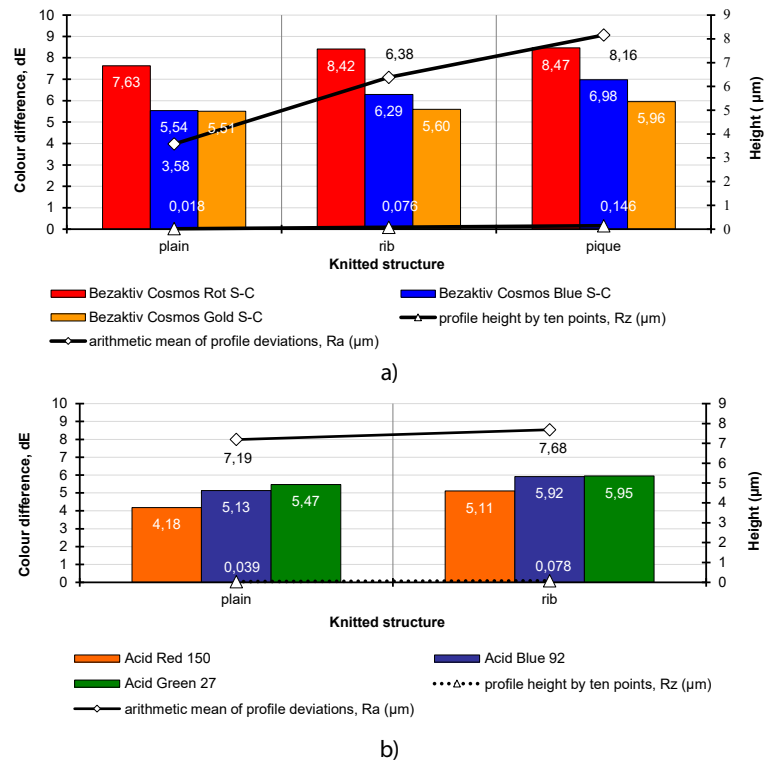 10 9
9 8
8 7
7 6
6 5
5 4
4 3
3 2
2 1
1 0
0
Colour difference, dE
Height (µm)
7,63 5,54 5,51 3,58 0,018
8,42 6,38 6,29 5,60 0,076
8,47 8,16 6,98 5,96 0,146
plain rib pique
Knitted structure
Bezaktiv Cosmos Rot S-C Bezaktiv Cosmos Blue S-C
Bezaktiv Cosmos Gold S-C profile height by ten points, Rz (µm)
arithmetic mean of profile deviations, Ra (µm)
a)
10 9
9 8
8 7
7 6
6 5
5 4
4 3
3 2
2 1
1 0
0
Colour difference, dE
Height (µm)
7,19 4,18 5,13 5,47 0,039
7,68 5,11 5,92 5,95 0,078
plain rib
Knitted structure
Acid Red 150 Acid Blue 92
Acid Green 27 profile height by ten points, Rz (µm)
arithmetic mean of profile deviations, Ra (µm)
b)